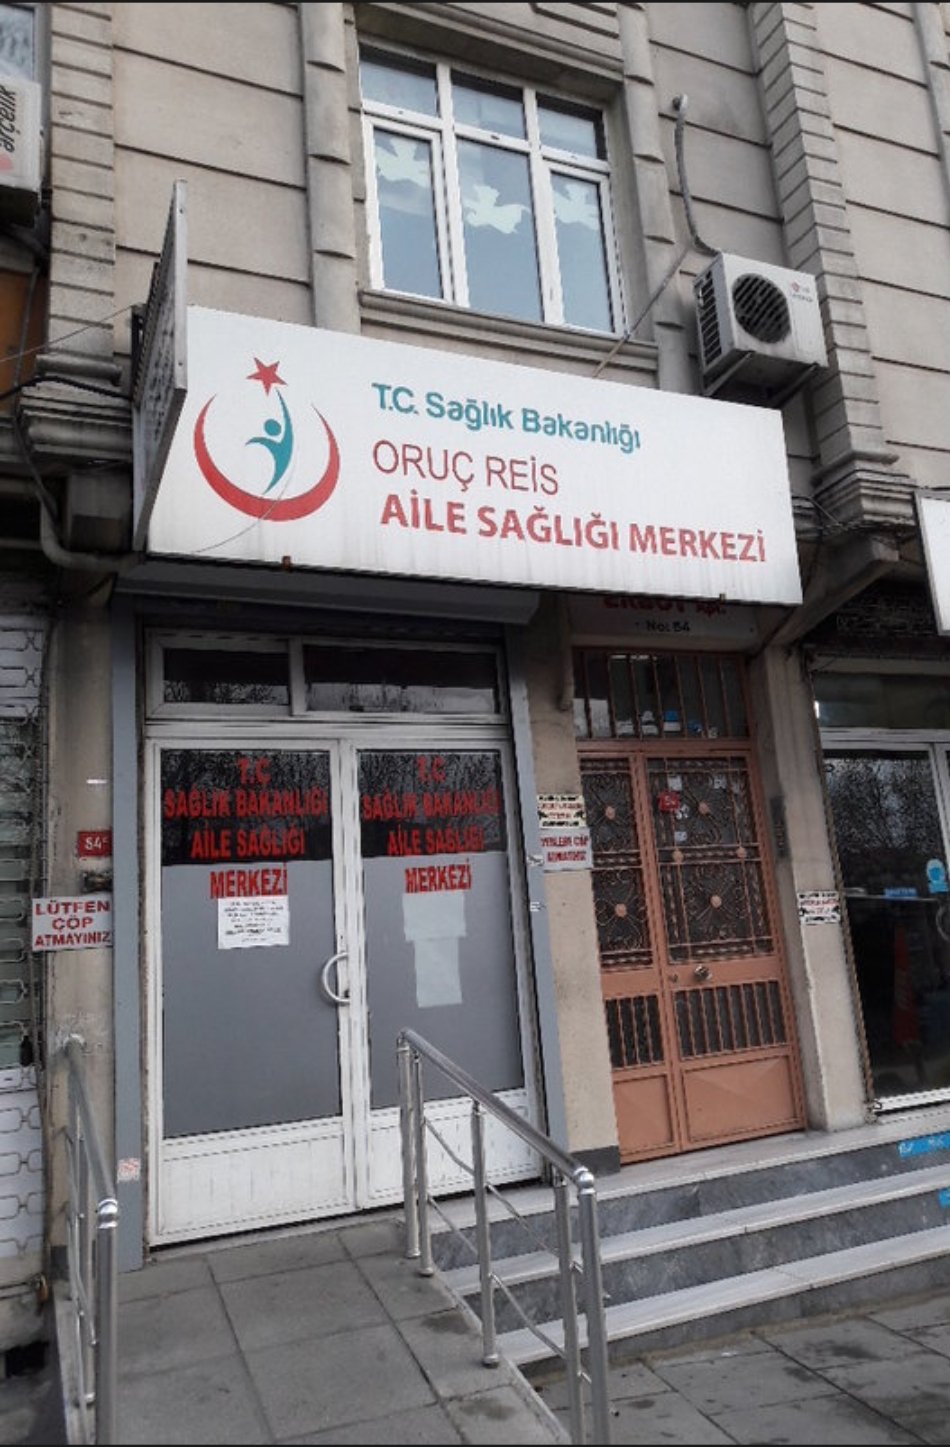 arçelik
T.C. Sağlık Bakanlığı
ORUÇ REİS
AİLE SAĞLIĞI MERKEZİ
No: 54
T.C
SAĞLIK BAKANLIĞI
AİLE SAĞLIĞI
MERKEZİ
T.C
SAĞLIK BAKANLIĞI
AİLE SAĞLIĞI
MERKEZİ
LÜTFEN
ÇÖP
ATMAYINIZ